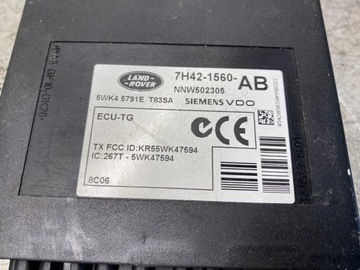 LAND-
ROVER
7H42-1560-AB
NNW502305
5WK4 5791E T83SA
SIEMENS VDO
ECU-TG
TX FCC ID:KR55WK47594
IC:267T - 5WK47594
8C06